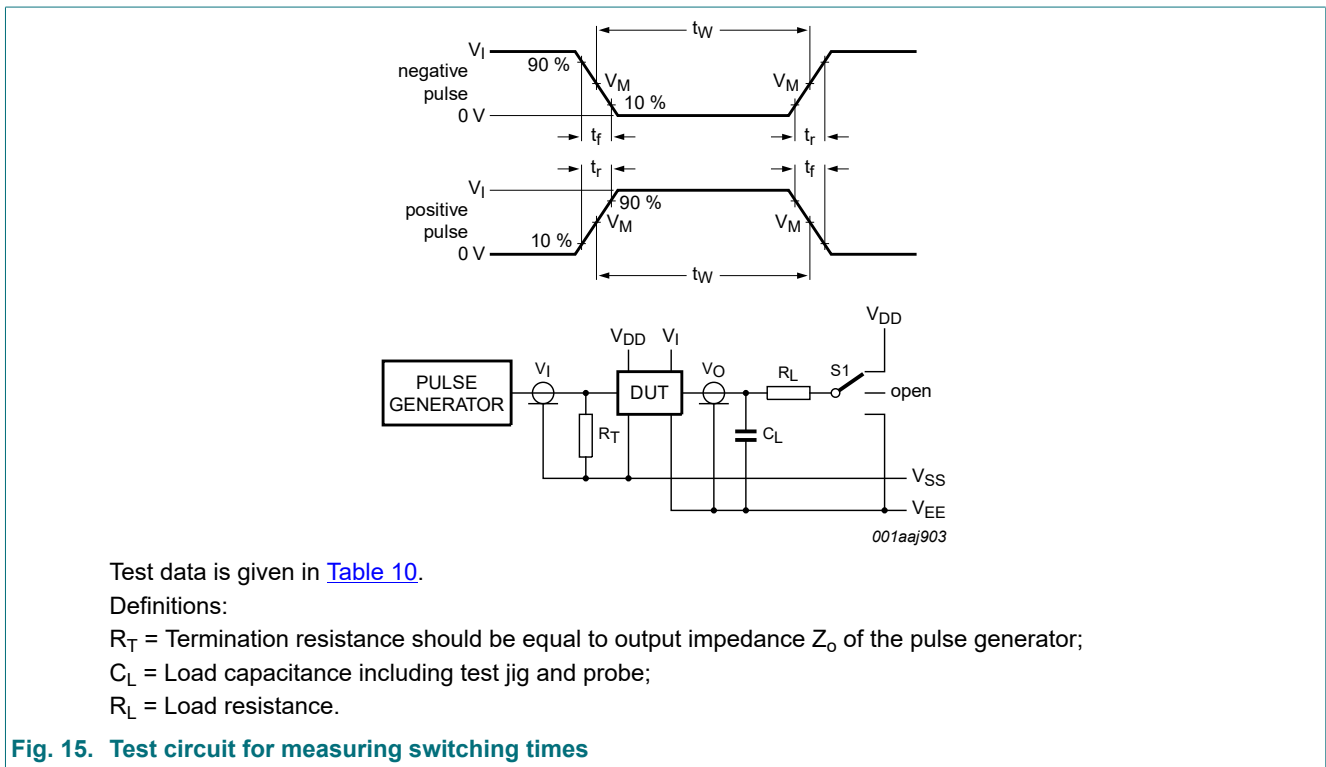 tW
VI
90 %
VM
VM
negative
pulse
10 %
0 V
tf
tr
tr
tf
VI
90 %
positive
pulse
VM
VM
10 %
0 V
tW
VDD
VDD
VI
VI
VO
RL
S1
PULSE
GENERATOR
DUT
open
RT
CL
VSS
VEE
001aaj903
Test data is given in Table 10.
Definitions:
RT = Termination resistance should be equal to output impedance Zo of the pulse generator;
CL = Load capacitance including test jig and probe;
RL = Load resistance.
Fig. 15. Test circuit for measuring switching times